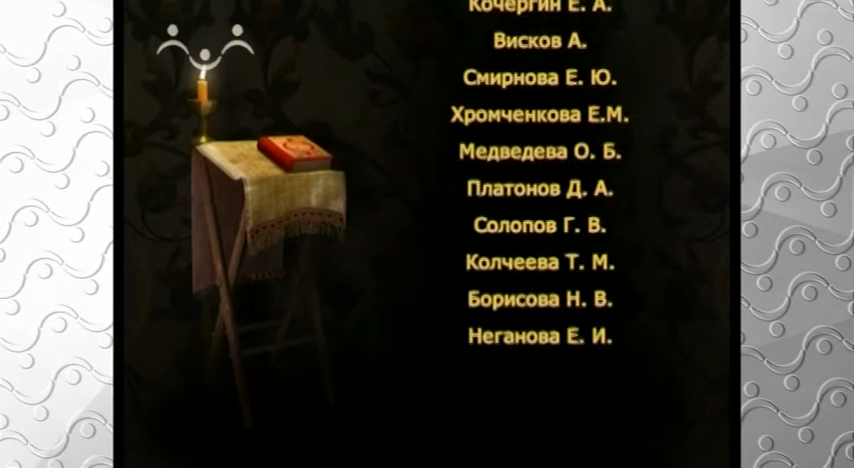 Кочергин Е. А.
Висков А.
Смирнова Е. Ю.
Хромченкова Е.М.
Медведева О. Б.
Платонов Д. А.
Солопов Г. В.
Колчеева Т. М.
Борисова Н. В.
Неганова Е. И.